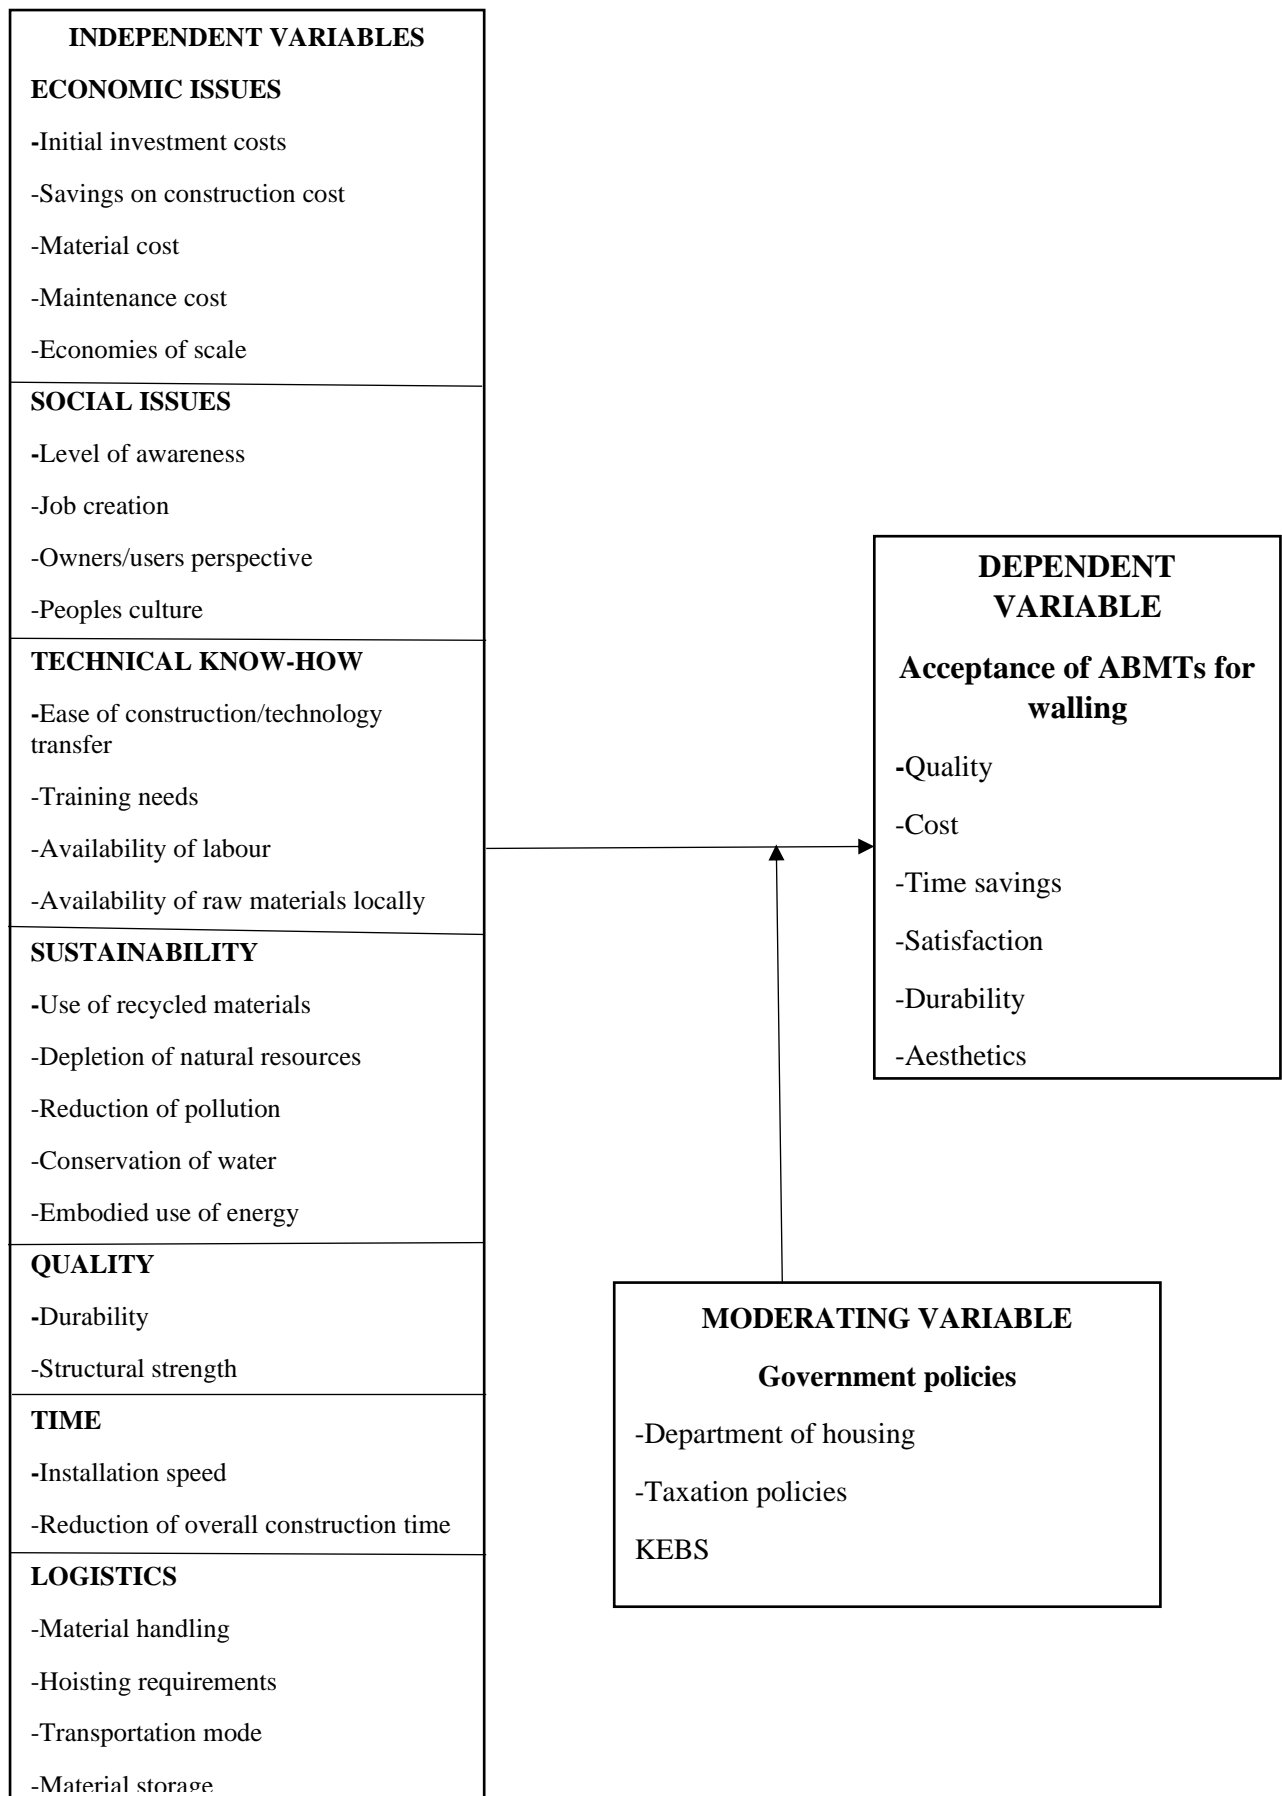 INDEPENDENT VARIABLES
ECONOMIC ISSUES
-Initial investment costs
-Savings on construction cost
-Material cost
-Maintenance cost
-Economies of scale
SOCIAL ISSUES
-Level of awareness
-Job creation
-Owners/users perspective
-Peoples culture
TECHNICAL KNOW-HOW
-Ease of construction/technology
transfer
-Training needs
-Availability of labour
-Availability of raw materials locally
SUSTAINABILITY
-Use of recycled materials
-Depletion of natural resources
-Reduction of pollution
-Conservation of water
-Embodied use of energy
QUALITY
-Durability
-Structural strength
TIME
-Installation speed
-Reduction of overall construction time
LOGISTICS
-Material handling
-Hoisting requirements
-Transportation mode
-Material storage
DEPENDENT
VARIABLE
Acceptance of ABMTs for
walling
-Quality
-Cost
-Time savings
-Satisfaction
-Durability
-Aesthetics
MODERATING VARIABLE
Government policies
-Department of housing
-Taxation policies
KEBS